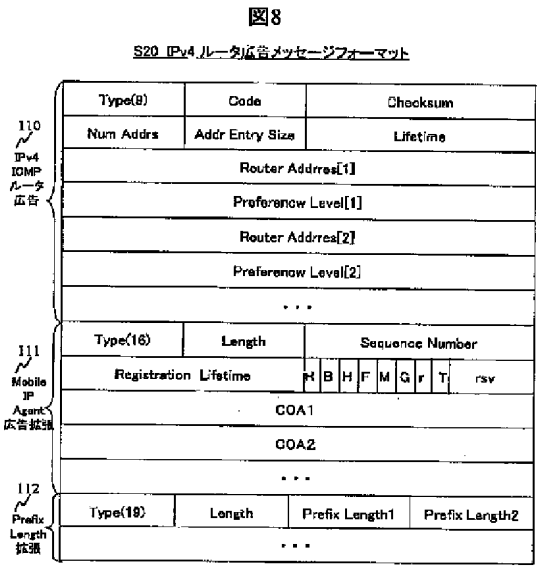 図8
S20 IPv4 ルータ広告メッセージフォーマット
Type(9) Code Checksum
110
Num Addrs Addr Entry Size Lifetime
IPv4
ICMP
ルータ
広告
Router Addrres[1]
Preferenow Level[1]
Router Addrres[2]
Preferenow Level[2]
・・・
Type(16) Length Sequence Number
111
Registration Lifetime R B H F M G r T rsv
Mobile
IP
Agent
広告拡張
COA1
COA2
・・・
112
Type(19) Length Prefix Length1 Prefix Length2
Prefix
Length
拡張
・・・